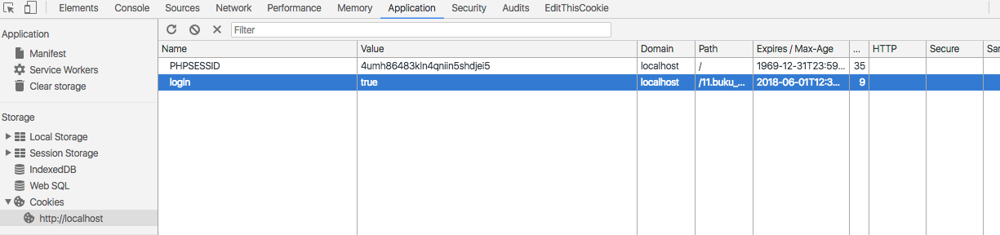 Elements Console Sources Network Performance Memory Application Security Audits EditThisCookie
Application
Manifest
Service Workers
Clear storage
Storage
Local Storage
Session Storage
IndexedDB
Web SQL
Cookies
http://localhost
Filter
Name Value Domain Path Expires / Max-Age ... HTTP Secure San
PHPSESSID 4umh86483kln4qniin5shdjei5 localhost / 1969-12-31T23:59... 35
login true localhost /11.buku_... 2018-06-01T12:3... 9